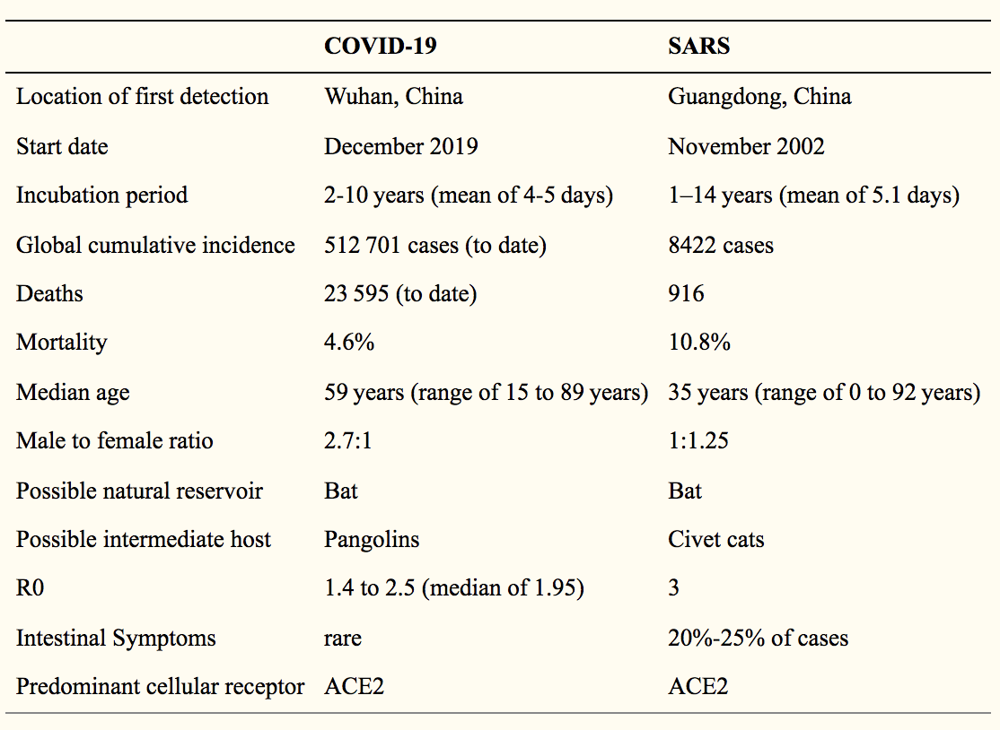 COVID-19 SARS
Location of first detection Wuhan, China Guangdong, China
Start date December 2019 November 2002
Incubation period 2-10 years (mean of 4-5 days) 1–14 years (mean of 5.1 days)
Global cumulative incidence 512 701 cases (to date) 8422 cases
Deaths 23 595 (to date) 916
Mortality 4.6% 10.8%
Median age 59 years (range of 15 to 89 years) 35 years (range of 0 to 92 years)
Male to female ratio 2.7:1 1:1.25
Possible natural reservoir Bat Bat
Possible intermediate host Pangolins Civet cats
R0 1.4 to 2.5 (median of 1.95) 3
Intestinal Symptoms rare 20%-25% of cases
Predominant cellular receptor ACE2 ACE2